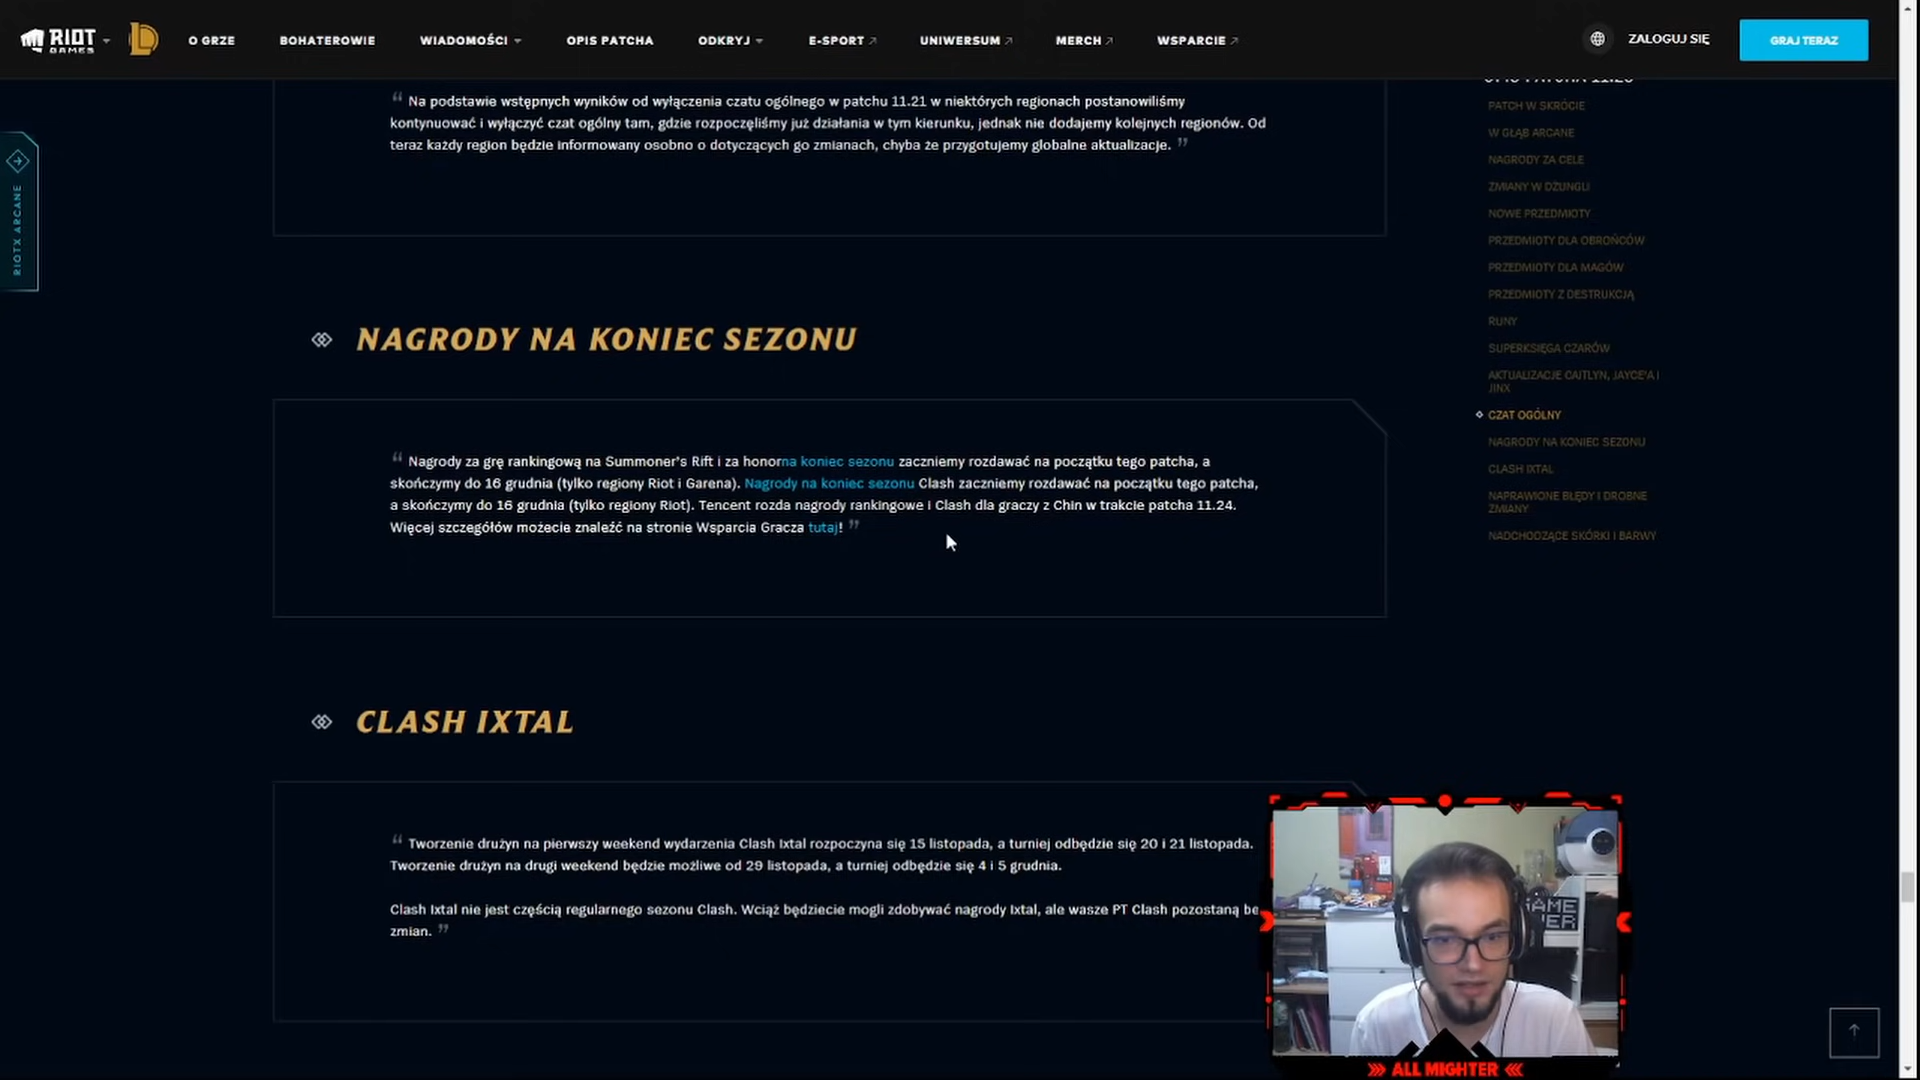 RIOT GAMES
O GRZE
BOHATEROWIE
WIADOMOŚCI
OPIS PATCHA
ODKRYJ
E-SPORT
UNIWERSUM
MERCH
WSPARCIE
ZALOGUJ SIĘ
GRAJ TERAZ
RIOTX ARCANE
“ Na podstawie wstępnych wyników od wyłączenia czatu ogólnego w patchu 11.21 w niektórych regionach postanowiliśmy
kontynuować i wyłączyć czat ogólny tam, gdzie rozpoczęliśmy już działania w tym kierunku, jednak nie dodajemy kolejnych regionów. Od
teraz każdy region będzie informowany osobno o dotyczących go zmianach, chyba że przygotujemy globalne aktualizacje. ”
NAGRODY NA KONIEC SEZONU
“ Nagrody za grę rankingową na Summoner's Rift i za honorna koniec sezonu zaczniemy rozdawać na początku tego patcha, a
skończymy do 16 grudnia (tylko regiony Riot i Garena). Nagrody na koniec sezonu Clash zaczniemy rozdawać na początku tego patcha,
a skończymy do 16 grudnia (tylko regiony Riot). Tencent rozda nagrody rankingowe i Clash dla graczy z Chin w trakcie patcha 11.24.
Więcej szczegółów możecie znaleźć na stronie Wsparcia Gracza tutaj! ”
CLASH IXTAL
“ Tworzenie drużyn na pierwszy weekend wydarzenia Clash Ixtal rozpoczyna się 15 listopada, a turniej odbędzie się 20 i 21 listopada.
Tworzenie drużyn na drugi weekend będzie możliwe od 29 listopada, a turniej odbędzie się 4 i 5 grudnia.
Clash Ixtal nie jest częścią regularnego sezonu Clash. Wciąż będziecie mogli zdobywać nagrody Ixtal, ale wasze PT Clash pozostaną be
zmian. ”
PATCH W SKRÓCIE
W GŁĄB ARCANE
NAGRODY ZA CELE
ZMIANY W DŻUNGLI
NOWE PRZEDMIOTY
PRZEDMIOTY DLA OBROŃCÓW
PRZEDMIOTY DLA MAGÓW
PRZEDMIOTY Z DESTRUKCJĄ
RUNY
SUPERKSIĘGA CZARÓW
AKTUALIZACJE CAITLYN, JAYCE'A I
JINX
CZAT OGÓLNY
NAGRODY NA KONIEC SEZONU
CLASH IXTAL
NAPRAWIONE BŁĘDY I DROBNE
ZMIANY
NADCHODZĄCE SKÓRKI I BARWY
GAME
ALL MIGHTER